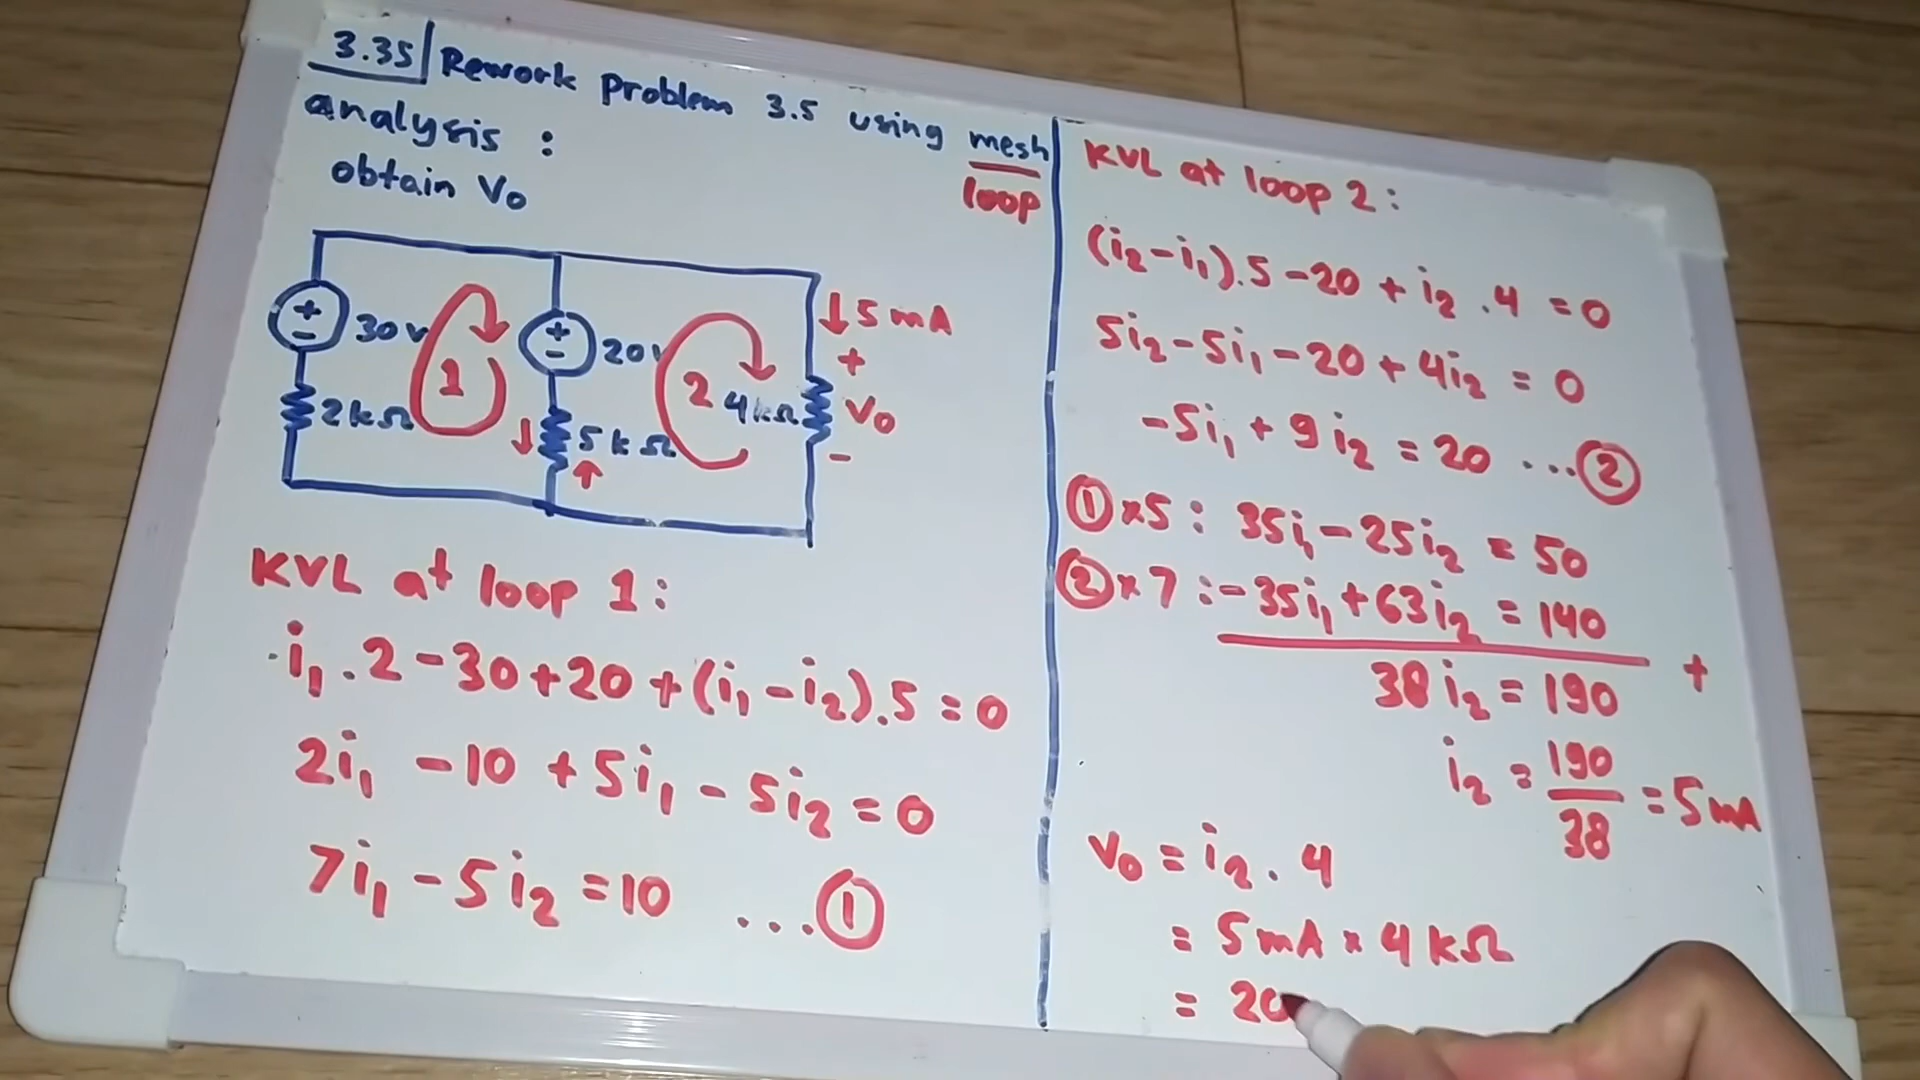 3.35 Rework Problem 3.5 using mesh
analysis :
loop
obtain Vo
+
-
30v
2kΩ
1
+
-
20v
5kΩ
2
4kΩ
5mA
+
Vo
-
KVL at loop 1:
i₁ . 2 - 30 + 20 + (i₁ - i₂) . 5 = 0
2i₁ - 10 + 5i₁ - 5i₂ = 0
7i₁ - 5i₂ = 10 ...①
KVL at loop 2:
(i₂ - i₁) . 5 - 20 + i₂ . 4 = 0
5i₂ - 5i₁ - 20 + 4i₂ = 0
-5i₁ + 9i₂ = 20 ...②
① × 5 : 35i₁ - 25i₂ = 50
② × 7 : -35i₁ + 63i₂ = 140
+
38i₂ = 190
i₂ = 190/38 = 5mA
Vo = i₂ . 4
= 5mA × 4kΩ
= 20